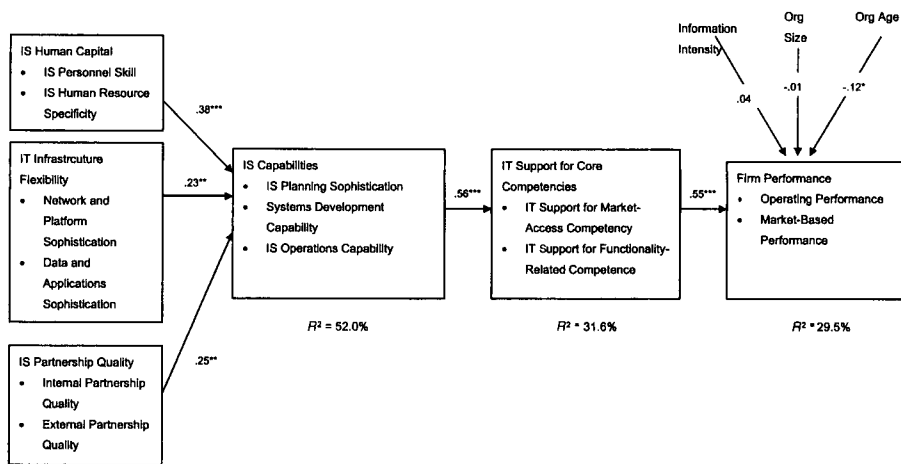 IS Human Capital
• IS Personnel Skill
• IS Human Resource
Specificity
IT Infrastrcuture
Flexibility
• Network and
Platform
Sophistication
• Data and
Applications
Sophistication
IS Partnership Quality
• Internal Partnership
Quality
• External Partnership
Quality
.38***
.23**
.25**
IS Capabilities
• IS Planning Sophistication
• Systems Development
Capability
• IS Operations Capability
R² = 52.0%
.56***
IT Support for Core
Competencies
• IT Support for Market-
Access Competency
• IT Support for Functionality-
Related Competence
R² * 31.6%
.55***
Information
Intensity
Org
Size
Org Age
.04
-.01
-.12*
Firm Performance
• Operating Performance
• Market-Based
Performance
R² * 29.5%